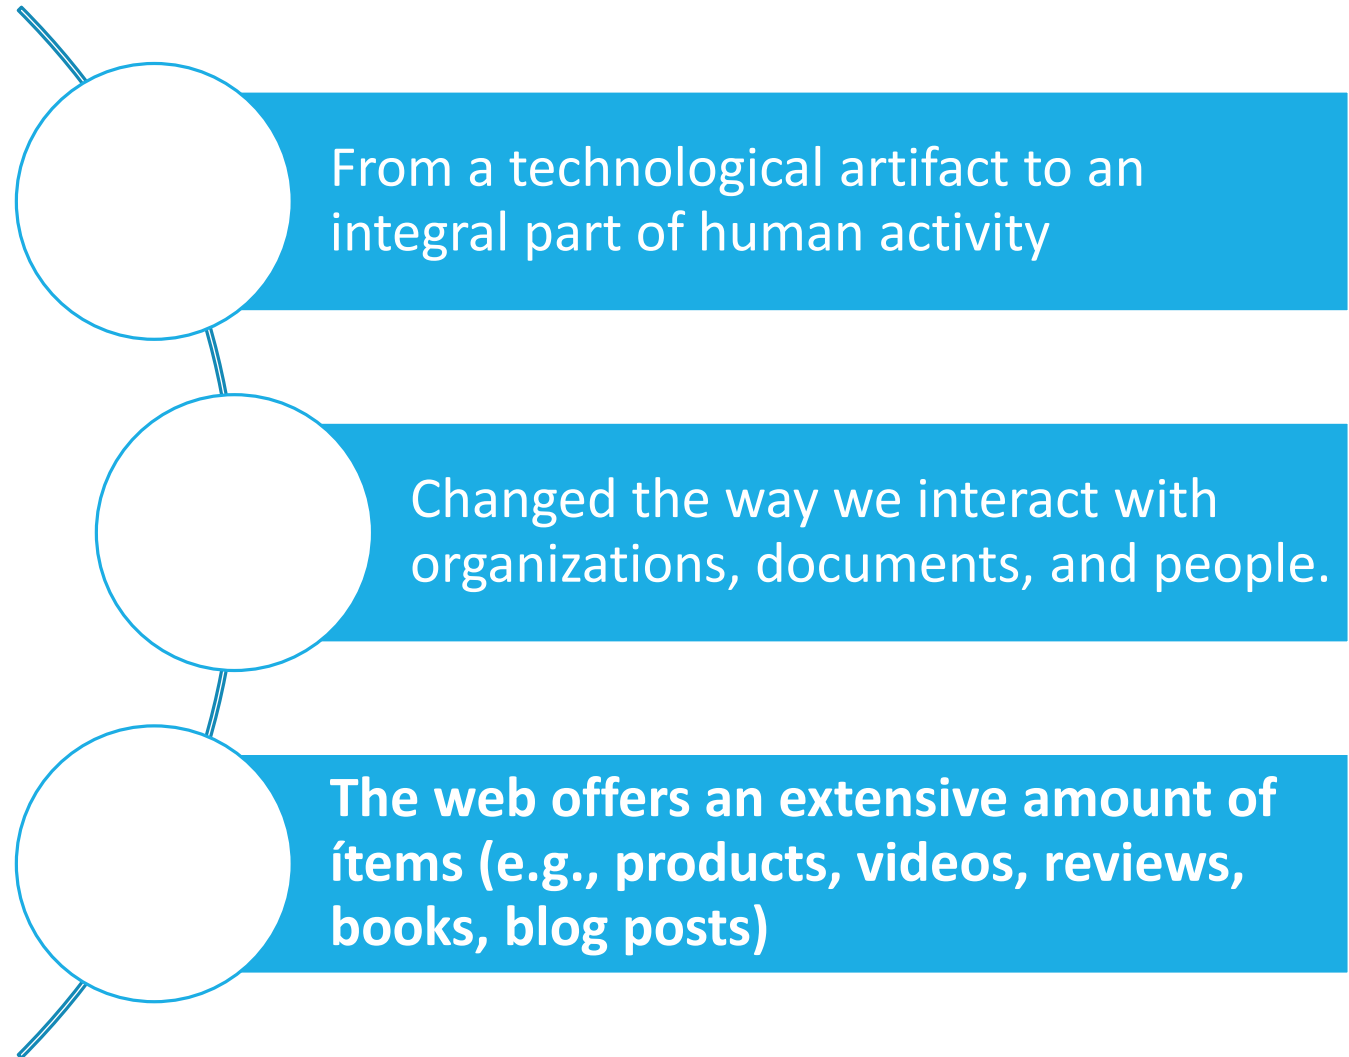 From a technological artifact to an
integral part of human activity
Changed the way we interact with
organizations, documents, and people.
The web offers an extensive amount of
ítems (e.g., products, videos, reviews,
books, blog posts)